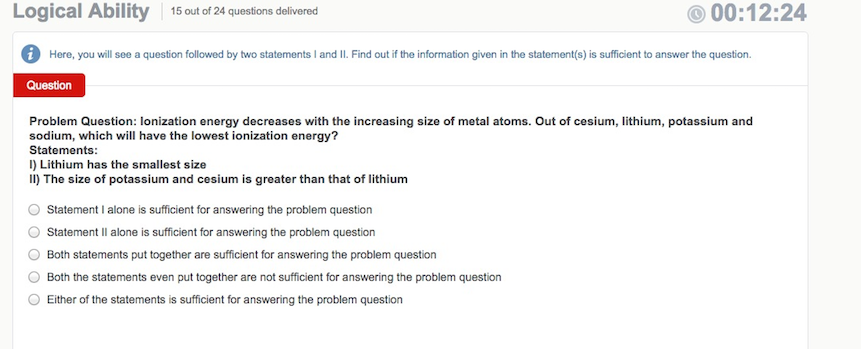 Logical Ability
15 out of 24 questions delivered
00:12:24
Here, you will see a question followed by two statements I and II. Find out if the information given in the statement(s) is sufficient to answer the question.
Question
Problem Question: Ionization energy decreases with the increasing size of metal atoms. Out of cesium, lithium, potassium and
sodium, which will have the lowest ionization energy?
Statements:
I) Lithium has the smallest size
II) The size of potassium and cesium is greater than that of lithium
Statement I alone is sufficient for answering the problem question
Statement II alone is sufficient for answering the problem question
Both statements put together are sufficient for answering the problem question
Both the statements even put together are not sufficient for answering the problem question
Either of the statements is sufficient for answering the problem question